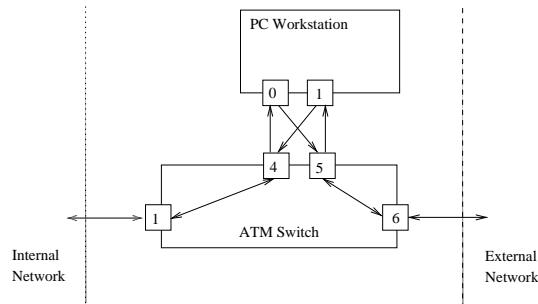 PC Workstation
0 1
4 5
1 6
ATM Switch
Internal
Network
External
Network